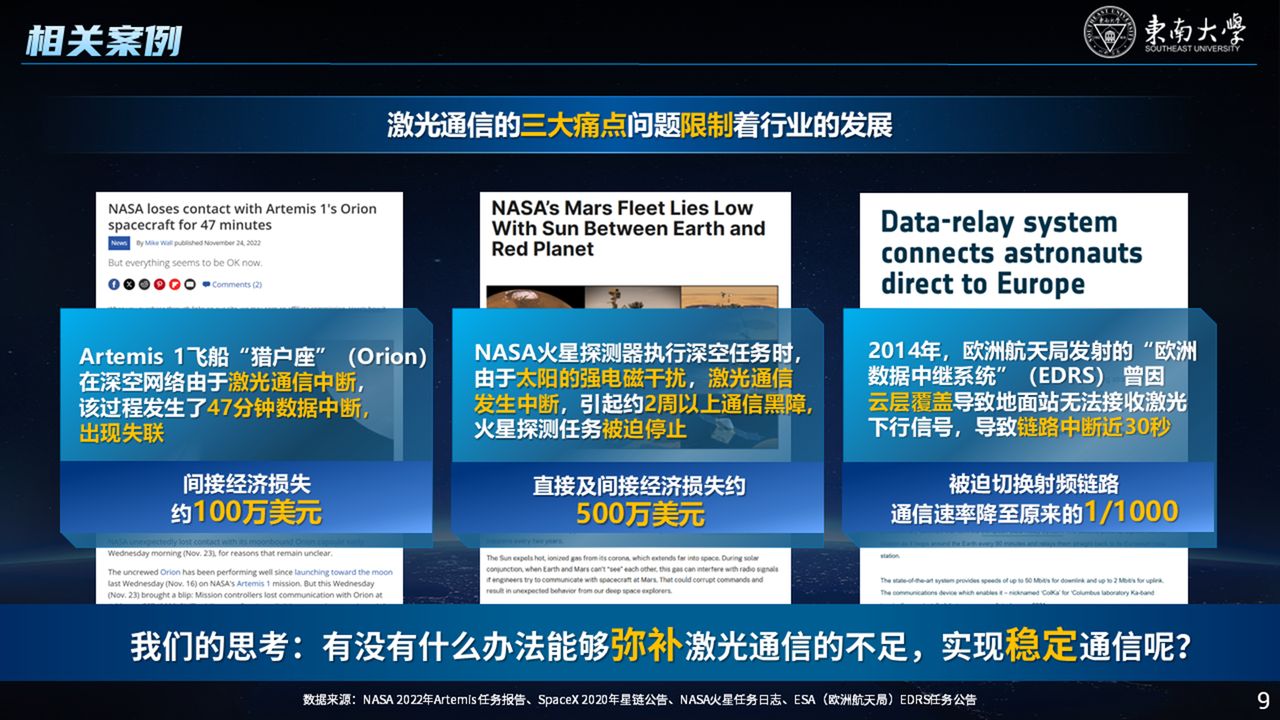 相关案例
東南大學
SOUTHEAST UNIVERSITY
激光通信的三大痛点问题限制着行业的发展
NASA loses contact with Artemis 1's Orion
spacecraft for 47 minutes
News By Mike Wall published November 24, 2022
But everything seems to be OK now.
Comments (2)
Artemis 1飞船“猎户座”（Orion）
在深空网络由于激光通信中断，
该过程发生了47分钟数据中断，
出现失联
间接经济损失
约100万美元
NASA unexpectedly lost contact with its moonbound Orion capsule early
Wednesday morning (Nov. 23), for reasons that remain unclear.
The uncrewed Orion has been performing well since launching toward the moon
last Wednesday (Nov. 16) on NASA's Artemis 1 mission. But this Wednesday
(Nov. 23) brought a blip: Mission controllers lost communication with Orion at
NASA’s Mars Fleet Lies Low
With Sun Between Earth and
Red Planet
NASA火星探测器执行深空任务时，
由于太阳的强电磁干扰，激光通信
发生中断，引起约2周以上通信黑障，
火星探测任务被迫停止
直接及间接经济损失约
500万美元
The Sun expels hot, ionized gas from its corona, which extends far into space. During solar
conjunction, when Earth and Mars can't “see” each other, this gas can interfere with radio signals
if engineers try to communicate with spacecraft at Mars. That could corrupt commands and
result in unexpected behavior from our deep space explorers.
Data-relay system
connects astronauts
direct to Europe
2014年，欧洲航天局发射的“欧洲
数据中继系统”（EDRS） 曾因
云层覆盖导致地面站无法接收激光
下行信号，导致链路中断近30秒
被迫切换射频链路
通信速率降至原来的1/1000
station.
The state-of-the-art system provides speeds of up to 50 Mbit/s for downlink and up to 2 Mbit/s for uplink.
The communications device which enables it – nicknamed ‘ColKa’ for ‘Columbus laboratory Ka-band
我们的思考：有没有什么办法能够弥补激光通信的不足，实现稳定通信呢？
数据来源：NASA 2022年Artemis任务报告、SpaceX 2020年星链公告、NASA火星任务日志、ESA（欧洲航天局）EDRS任务公告
9